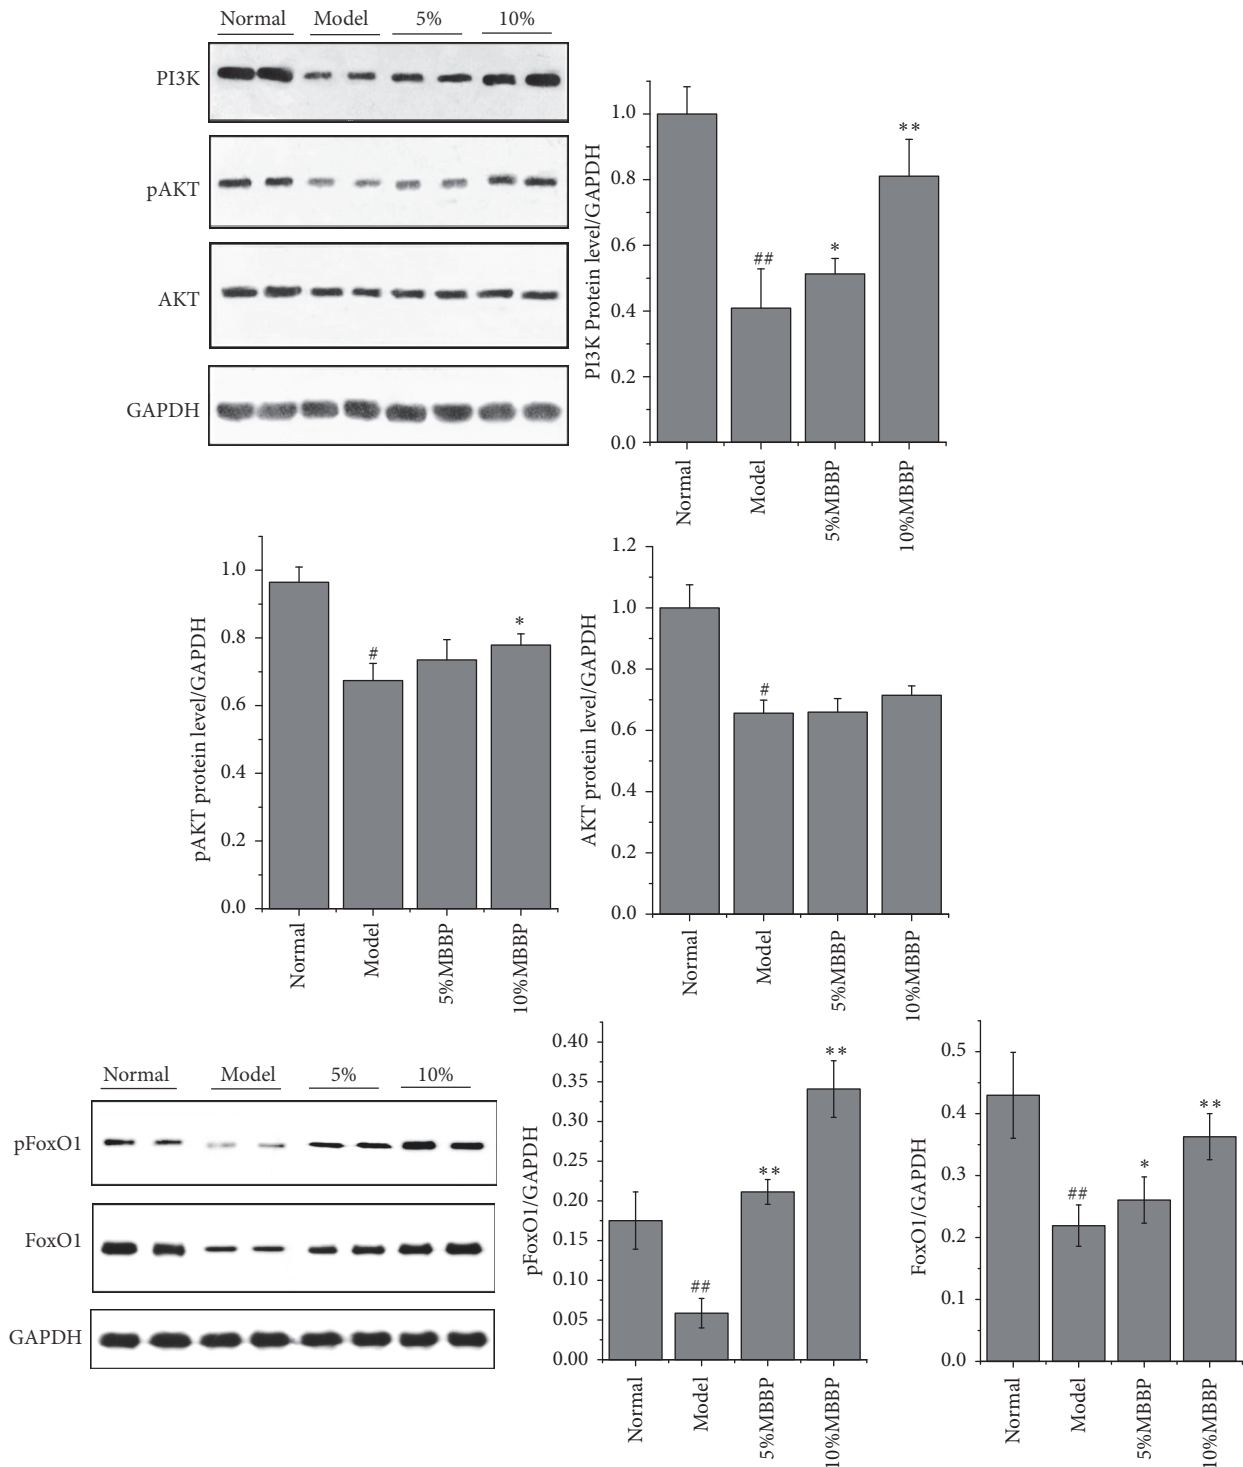 Normal Model 5% 10%
PI3K
pAKT
AKT
GAPDH
PI3K Protein level/GAPDH
1.0
0.8
0.6
0.4
0.2
0.0
##
*
**
Normal
Model
5%MBBP
10%MBBP
pAKT protein level/GAPDH
1.0
0.8
0.6
0.4
0.2
0.0
#
*
Normal
Model
5%MBBP
10%MBBP
AKT protein level/GAPDH
1.2
1.0
0.8
0.6
0.4
0.2
0.0
#
Normal
Model
5%MBBP
10%MBBP
Normal Model 5% 10%
pFoxO1
FoxO1
GAPDH
pFoxO1/GAPDH
0.40
0.35
0.30
0.25
0.20
0.15
0.10
0.05
0.00
##
**
**
Normal
Model
5%MBBP
10%MBBP
FoxO1/GAPDH
0.5
0.4
0.3
0.2
0.1
0.0
##
*
**
Normal
Model
5%MBBP
10%MBBP